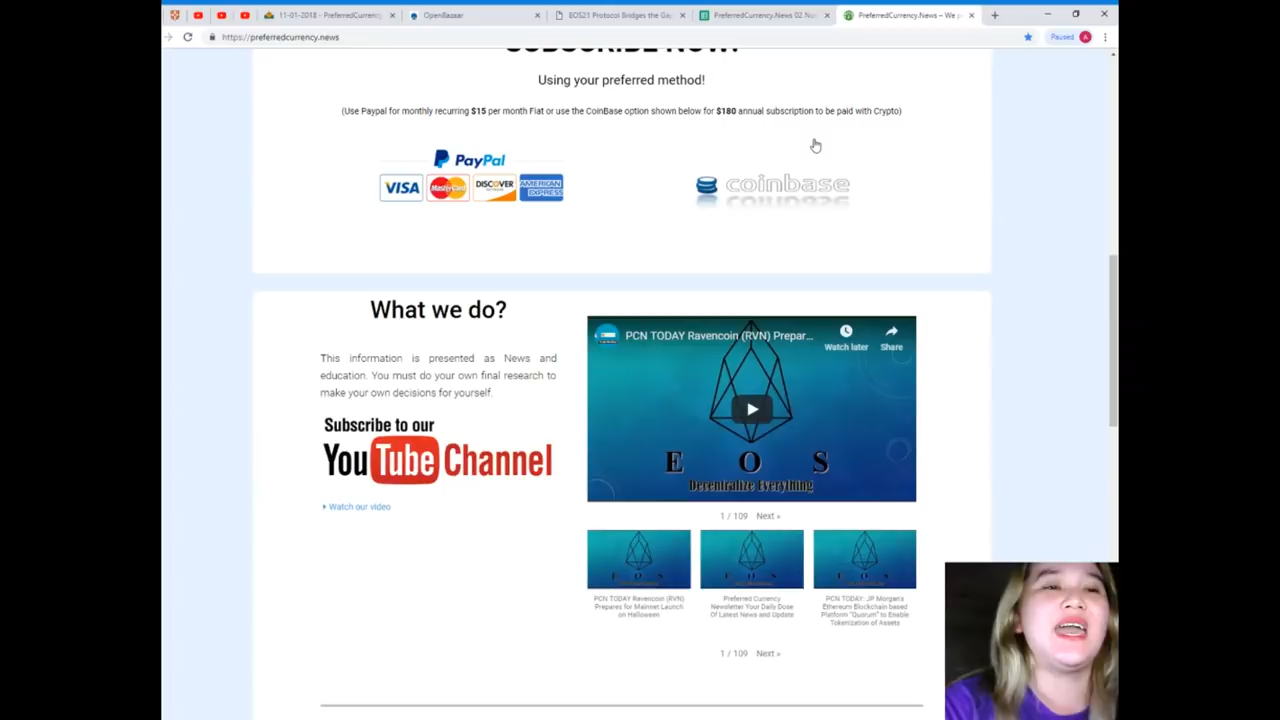 11-01-2018 - PreferredCurrency
OpenBazaar
EOS21 Protocol Bridges the Ga
PreferredCurrency.News 02 Nov
PreferredCurrency.News – We p
https://preferredcurrency.news
Paused
A
SUBSCRIBE NOW!
Using your preferred method!
(Use Paypal for monthly recurring $15 per month Fiat or use the CoinBase option shown below for $180 annual subscription to be paid with Crypto)
PayPal
VISA
MasterCard
DISCOVER
AMERICAN EXPRESS
coinbase
What we do?
This information is presented as News and
education. You must do your own final research to
make your own decisions for yourself.
Subscribe to our
YouTube Channel
Watch our video
PCN TODAY Ravencoin (RVN) Prepar...
Watch later
Share
E O S
Decentralize Everything
1 / 109 Next »
PCN TODAY Ravencoin (RVN)
Prepares for Mainnet Launch
on Halloween
Preferred Currency
Newsletter Your Daily Dose
Of Latest News and Update
PCN TODAY: JP Morgan's
Ethereum Blockchain based
Platform "Quorum" to Enable
Tokenization of Assets
1 / 109 Next »